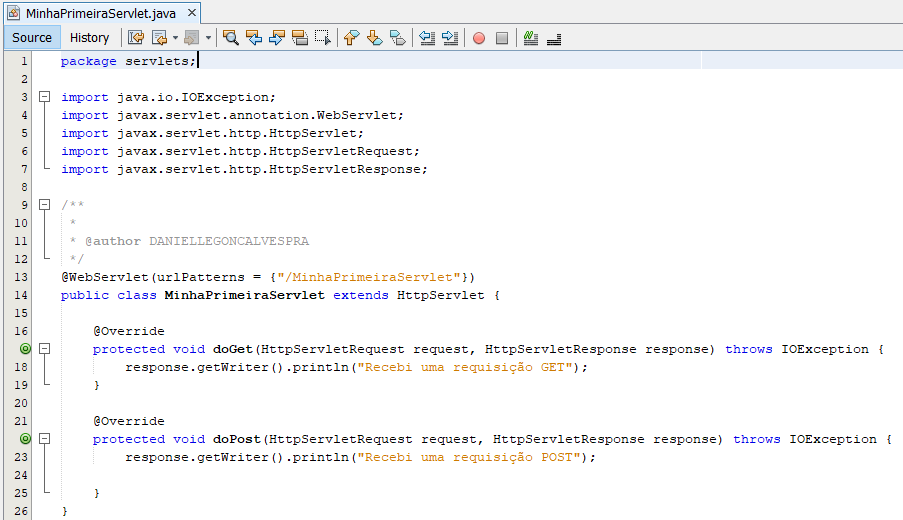 MinhaPrimeiraServlet.java
Source History
1 package servlets;
2
3 import java.io.IOException;
4 import javax.servlet.annotation.WebServlet;
5 import javax.servlet.http.HttpServlet;
6 import javax.servlet.http.HttpServletRequest;
7 import javax.servlet.http.HttpServletResponse;
8
9 /**
10 *
11 * @author DANIELLEGONCALVESPRA
12 */
13 @WebServlet(urlPatterns = {"/MinhaPrimeiraServlet"})
14 public class MinhaPrimeiraServlet extends HttpServlet {
15
16 @Override
protected void doGet(HttpServletRequest request, HttpServletResponse response) throws IOException {
18 response.getWriter().println("Recebi uma requisição GET");
19 }
20
21 @Override
protected void doPost(HttpServletRequest request, HttpServletResponse response) throws IOException {
23 response.getWriter().println("Recebi uma requisição POST");
24
25 }
26 }